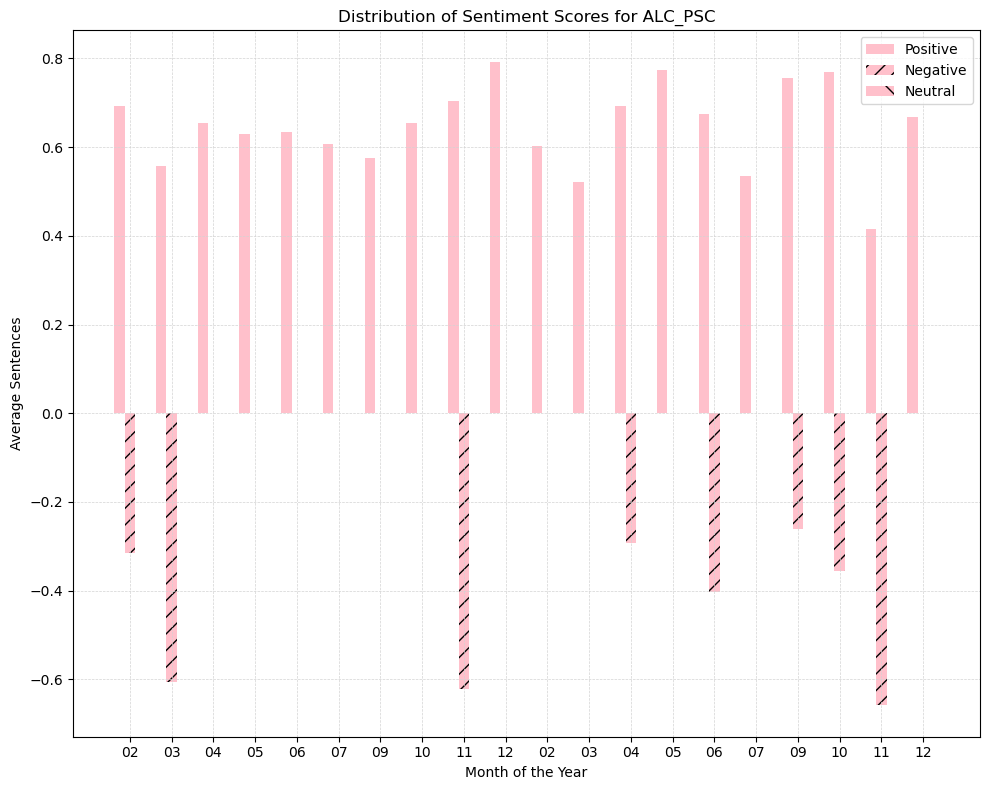 Distribution of Sentiment Scores for ALC_PSC
Positive
Negative
Neutral
0.8
0.6
0.4
0.2
0.0
−0.2
−0.4
−0.6
Average Sentences
02 03 04 05 06 07 09 10 11 12 02 03 04 05 06 07 09 10 11 12
Month of the Year